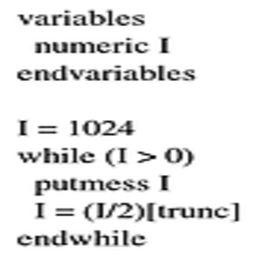 variables
numeric I
endvariables
I = 1024
while (I > 0)
putmess I
I = (I/2)[trunc]
endwhile